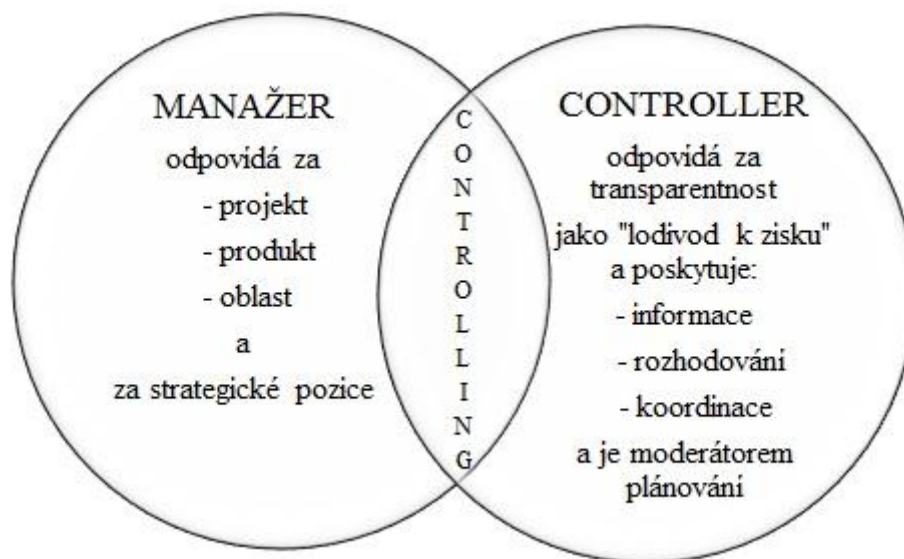 MANAŽER
odpovídá za
- projekt
- produkt
- oblast
a
za strategické pozice
CONTROLLING
CONTROLLER
odpovídá za
transparentnost
jako "lodivod k zisku"
a poskytuje:
- informace
- rozhodování
- koordinace
a je moderátorem
plánování